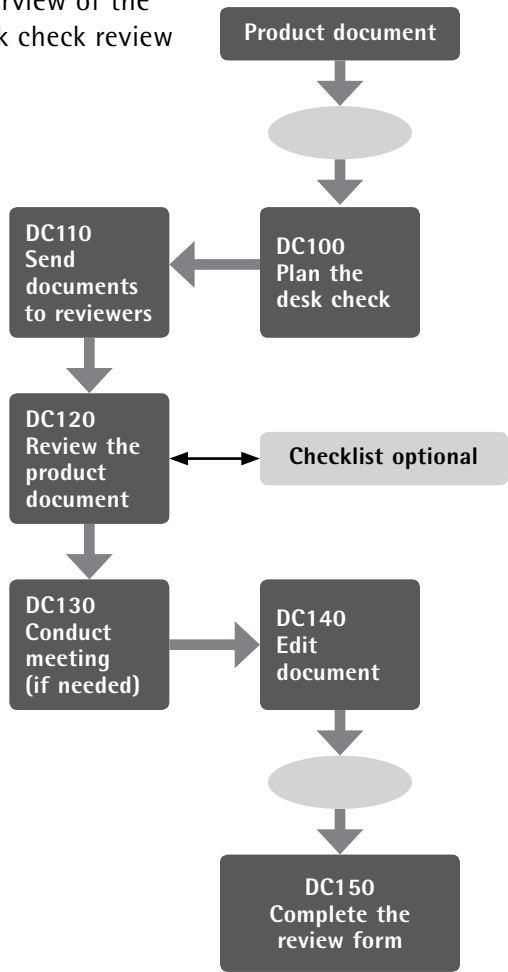 rview of the
k check review
Product document
DC100
Plan the
desk check
DC110
Send
documents
to reviewers
DC120
Review the
product
document
Checklist optional
DC130
Conduct
meeting
(if needed)
DC140
Edit
document
DC150
Complete the
review form